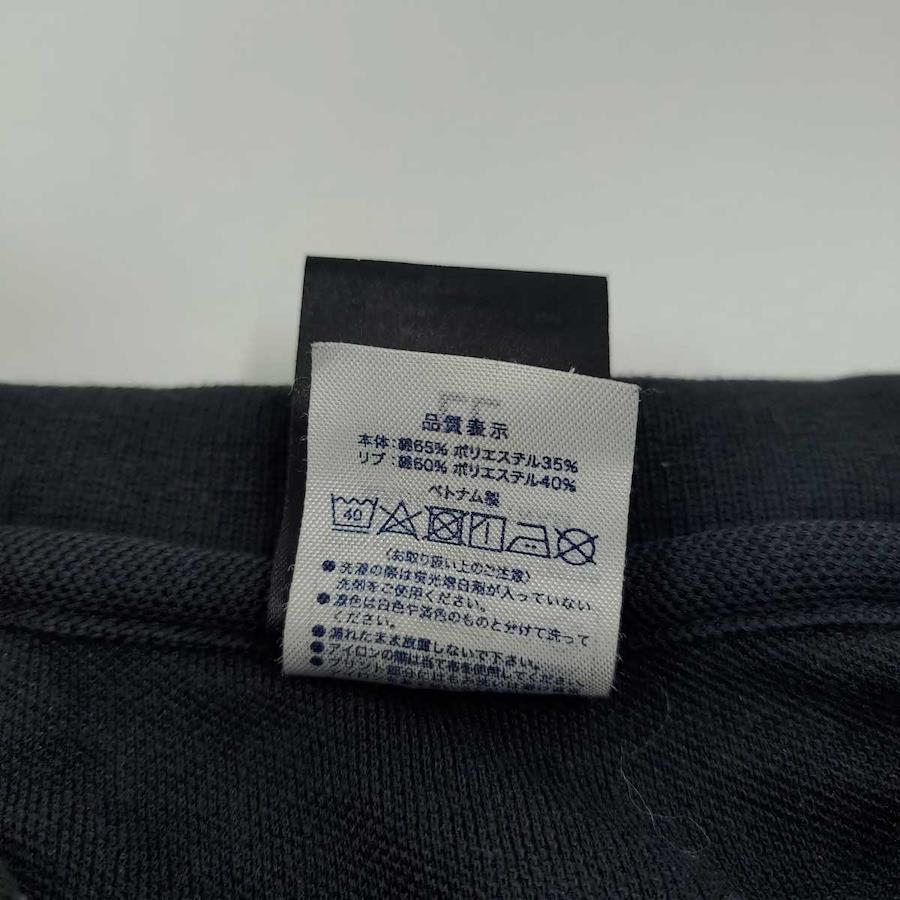 品質表示
本体：綿65% ポリエステル35%
リブ：綿60% ポリエステル40%
ベトナム製
40
〈お取り扱い上のご注意〉
●洗濯の際は蛍光増白剤が入っていない
洗剤をご使用ください。
●濃色は白色や淡色のものと分けて洗って
ください。
●濡れたまま放置しないで下さい。
●アイロンの際は当て布を使用してください。